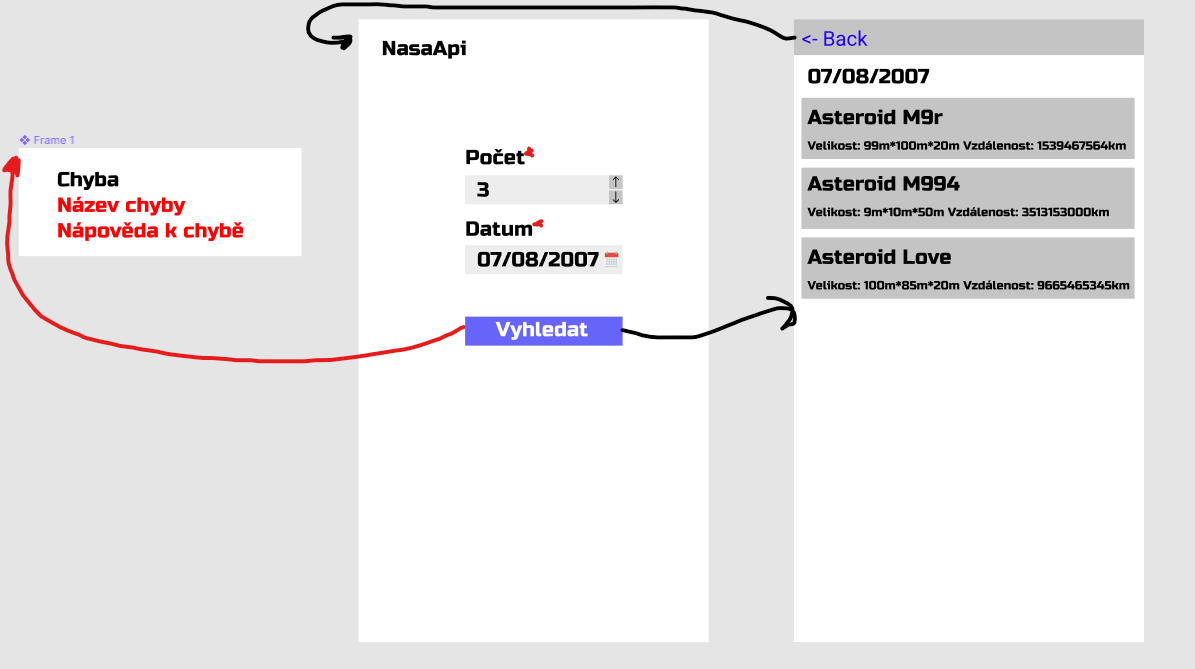 Frame 1
Chyba
Název chyby
Nápověda k chybě
NasaApi
Počet*
3
Datum*
07/08/2007
Vyhledat
<- Back
07/08/2007
Asteroid M9r
Velikost: 99m*100m*20m Vzdálenost: 1539467564km
Asteroid M994
Velikost: 9m*10m*50m Vzdálenost: 3513153000km
Asteroid Love
Velikost: 100m*85m*20m Vzdálenost: 9665465345km